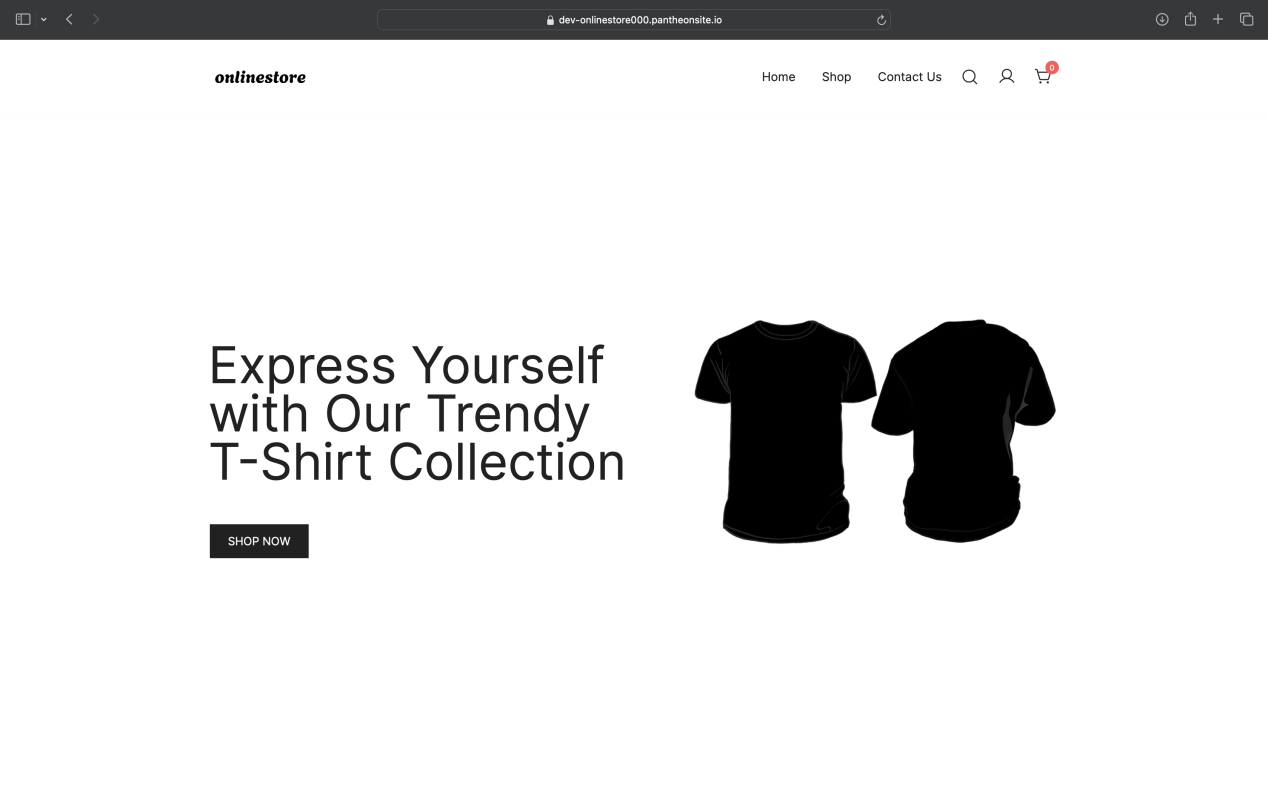 dev-onlinestore000.pantheonsite.io
onlinestore
Home Shop Contact Us 0
Express Yourself
with Our Trendy
T-Shirt Collection
SHOP NOW